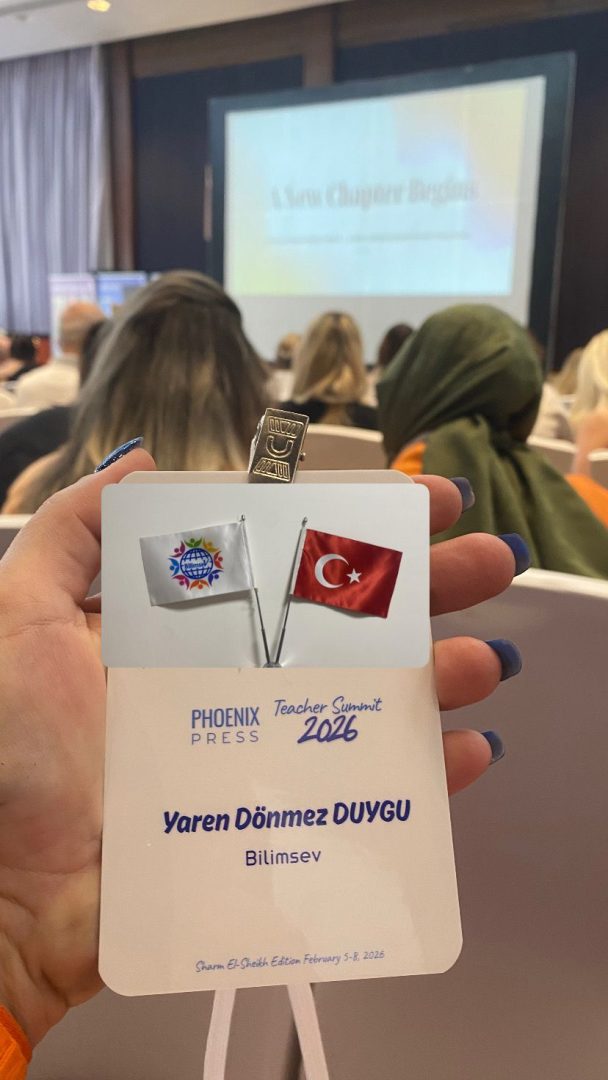 A New Chapter Begins
PHOENIX
PRESS
Teacher Summit
2026
Yaren Dönmez DUYGU
Bilimsev
Sharm El-Sheikh Edition February 5-8, 2026